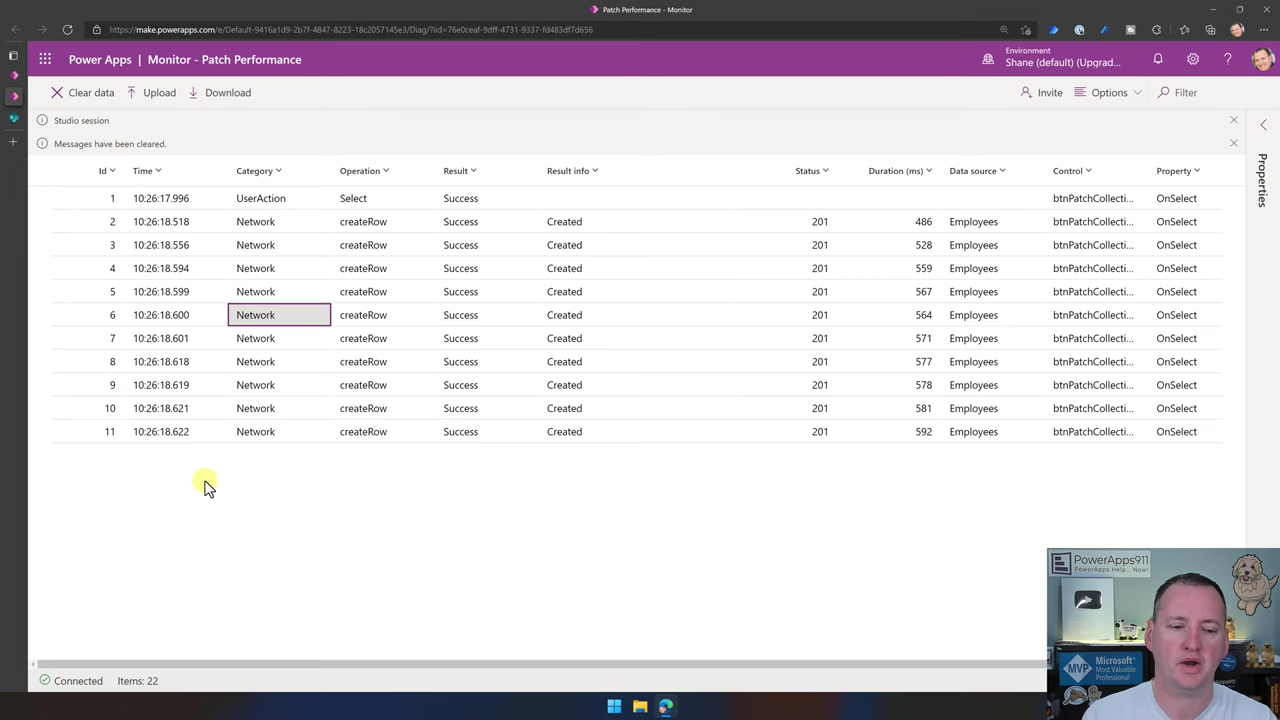 Patch Performance - Monitor
https://make.powerapps.com/e/Default-9416a1d9-2b7f-4847-8223-18c2057145e3/Diag/?iid=76e0ceaf-9dff-4731-9337-fd483df7d656
Power Apps | Monitor - Patch Performance
Environment
Shane (default) (Upgrad...
Clear data Upload Download Invite Options Filter
Studio session
Messages have been cleared.
Properties
Id Time Category Operation Result Result info Status Duration (ms) Data source Control Property
1 10:26:17.996 UserAction Select Success btnPatchCollecti... OnSelect
2 10:26:18.518 Network createRow Success Created 201 486 Employees btnPatchCollecti... OnSelect
3 10:26:18.556 Network createRow Success Created 201 528 Employees btnPatchCollecti... OnSelect
4 10:26:18.594 Network createRow Success Created 201 559 Employees btnPatchCollecti... OnSelect
5 10:26:18.599 Network createRow Success Created 201 567 Employees btnPatchCollecti... OnSelect
6 10:26:18.600 Network createRow Success Created 201 564 Employees btnPatchCollecti... OnSelect
7 10:26:18.601 Network createRow Success Created 201 571 Employees btnPatchCollecti... OnSelect
8 10:26:18.618 Network createRow Success Created 201 577 Employees btnPatchCollecti... OnSelect
9 10:26:18.619 Network createRow Success Created 201 578 Employees btnPatchCollecti... OnSelect
10 10:26:18.621 Network createRow Success Created 201 581 Employees btnPatchCollecti... OnSelect
11 10:26:18.622 Network createRow Success Created 201 592 Employees btnPatchCollecti... OnSelect
PowerApps911
PowerApps Help... Now!
Microsoft
MVP Most Valuable
Professional
Connected Items: 22